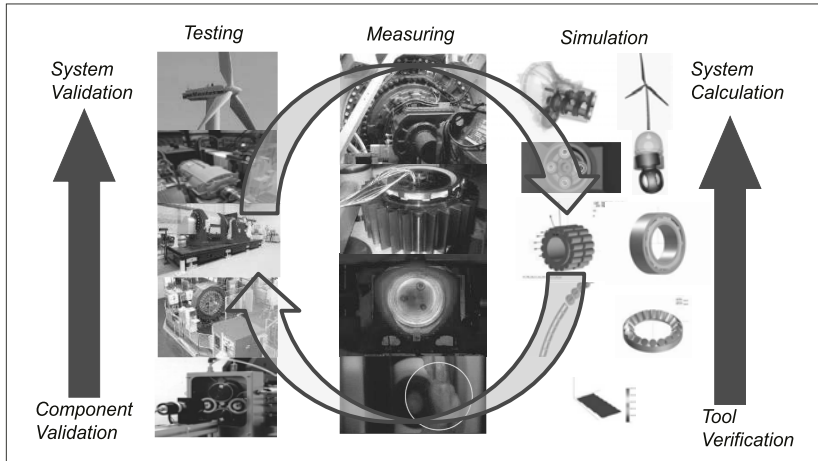 Testing
Measuring
Simulation
System
Validation
System
Calculation
Component
Validation
Tool
Verification